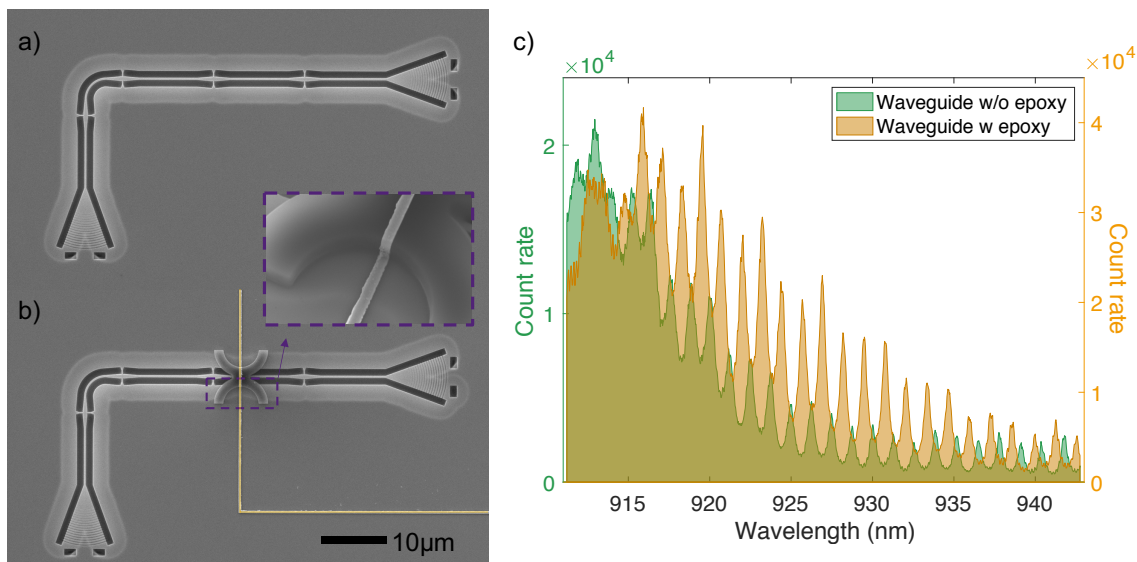 a)
b)
10μm
c)
×10⁴
×10⁴
Waveguide w/o epoxy
Waveguide w epoxy
2
1
0
Count rate
4
3
2
1
0
Count rate
915
920
925
930
935
940
Wavelength (nm)